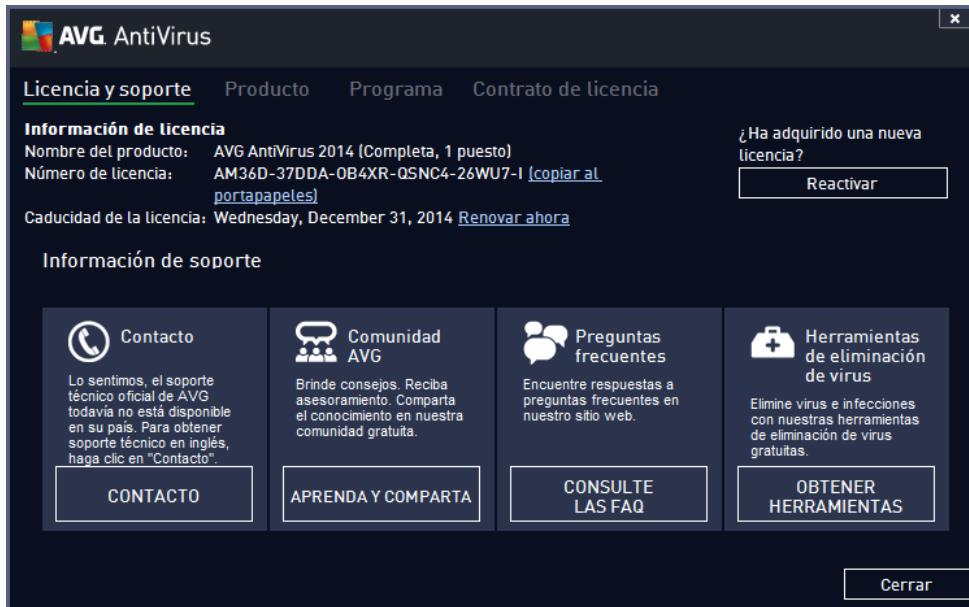 AVG AntiVirus
x
Licencia y soporte Producto Programa Contrato de licencia
Información de licencia
Nombre del producto: AVG AntiVirus 2014 (Completa, 1 puesto)
Número de licencia: AM36D-37DDA-OB4XR-QSNC4-26WU7-I (copiar al
portapapeles)
Caducidad de la licencia: Wednesday, December 31, 2014 Renovar ahora
¿Ha adquirido una nueva
licencia?
Reactivar
Información de soporte
Contacto
Lo sentimos, el soporte
técnico oficial de AVG
todavía no está disponible
en su país. Para obtener
soporte técnico en inglés,
haga clic en "Contacto".
CONTACTO
Comunidad
AVG
Brinde consejos. Reciba
asesoramiento. Comparta
el conocimiento en nuestra
comunidad gratuita.
APRENDA Y COMPARTA
Preguntas
frecuentes
Encuentre respuestas a
preguntas frecuentes en
nuestro sitio web.
CONSULTE
LAS FAQ
Herramientas
de eliminación
de virus
Elimine virus e infecciones
con nuestras herramientas
de eliminación de virus
gratuitas.
OBTENER
HERRAMIENTAS
Cerrar